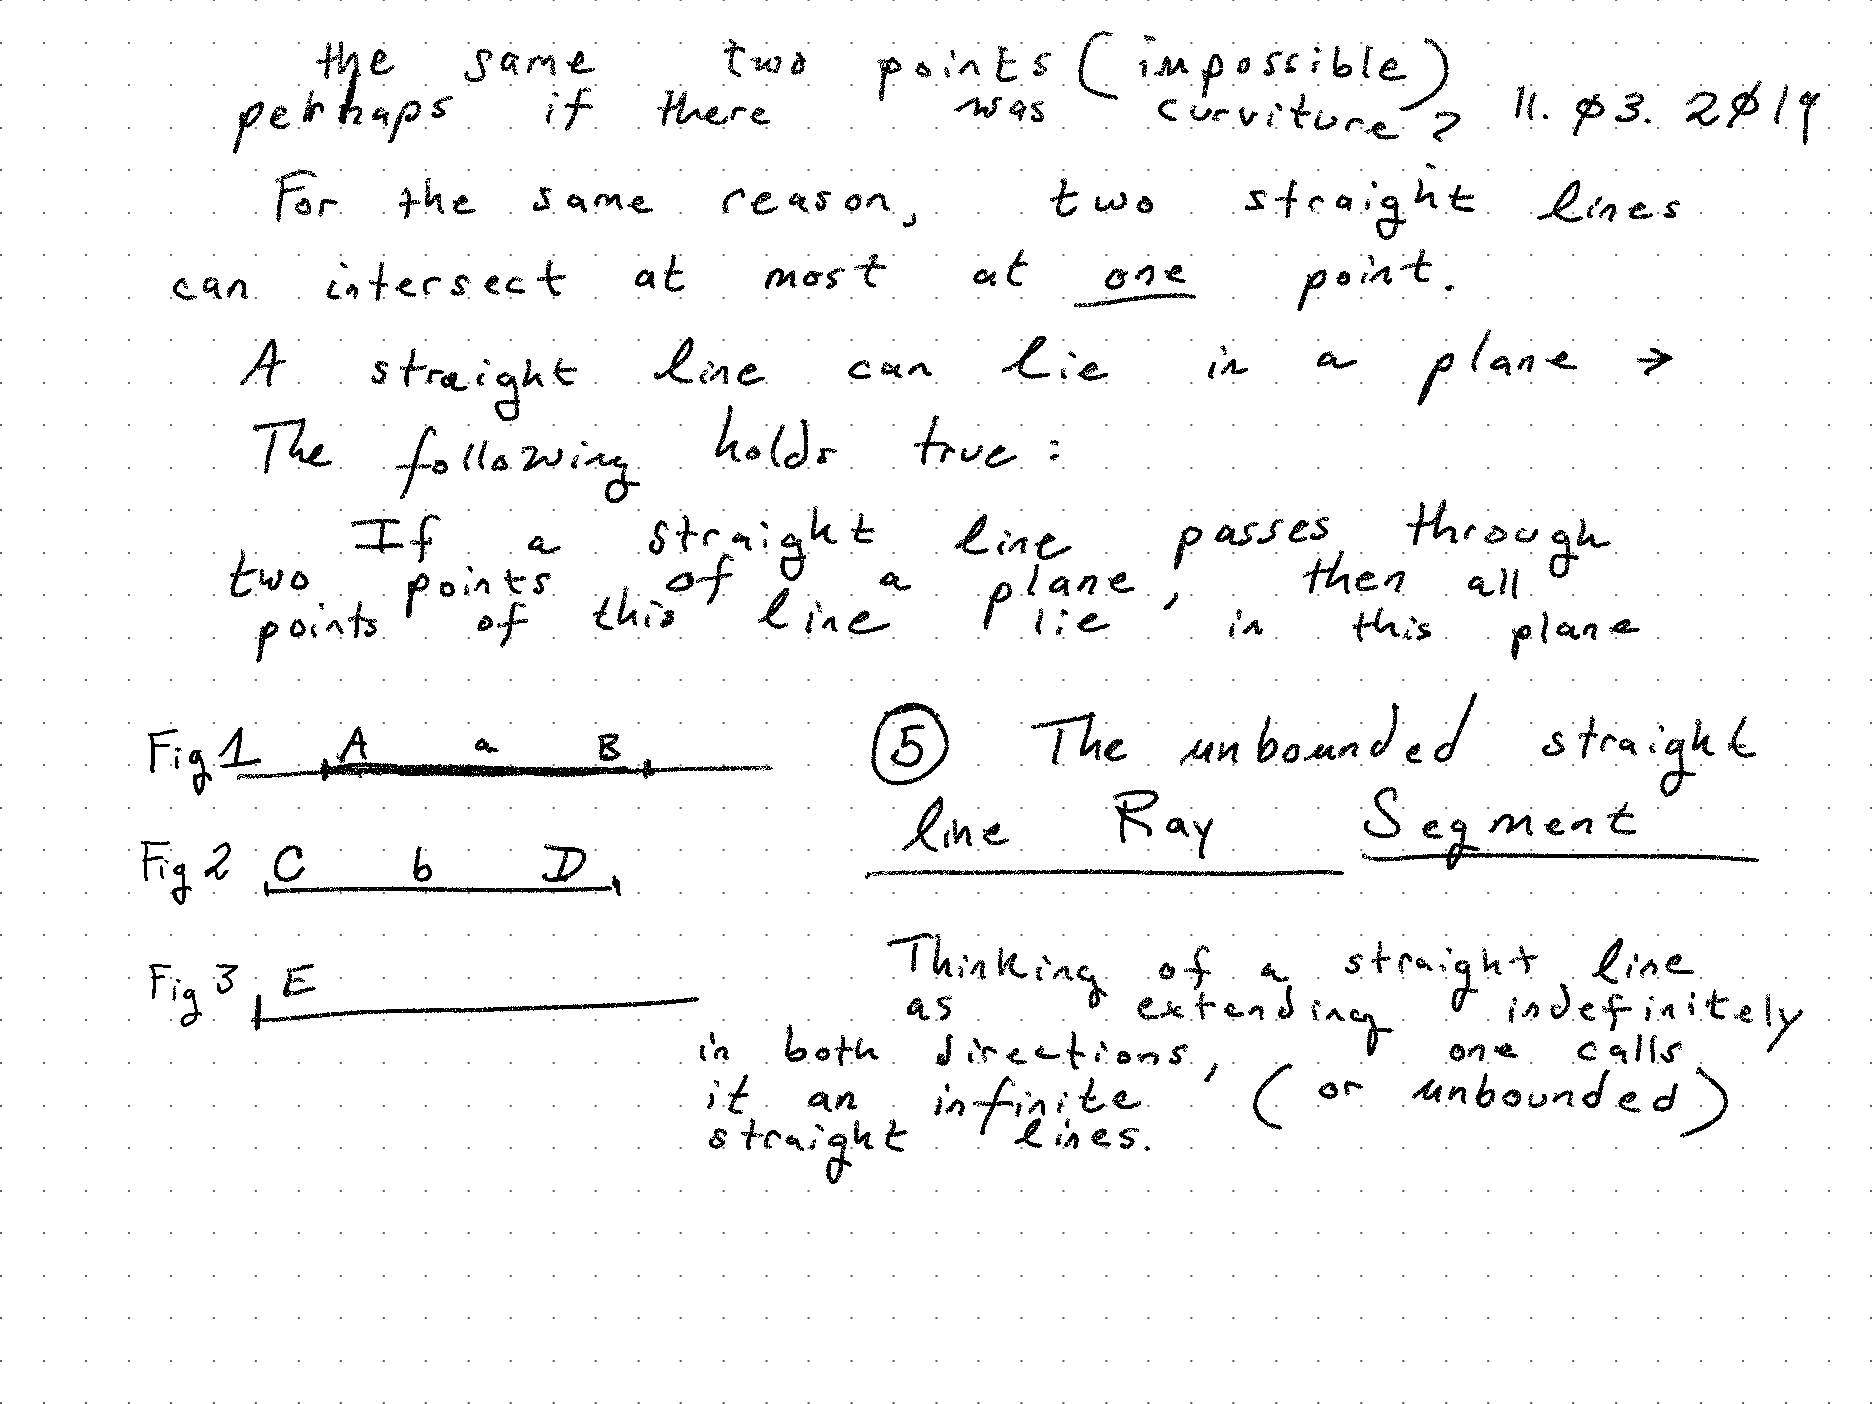 the same two points (impossible)
perhaps if there was curviture? 11. ø3. 2ø19
For the same reason, two straight lines
can intersect at most at one point.
A straight line can lie in a plane →
The following holds true:
If a straight line passes through
two points of a plane, then all
points of this line lie in this plane
Fig 1 A a B
Fig 2 C b D
Fig 3 E
⑤ The unbounded straight
line Ray Segment
Thinking of a straight line
as extending indefinitely
in both directions, one calls
it an infinite (or unbounded)
straight lines.